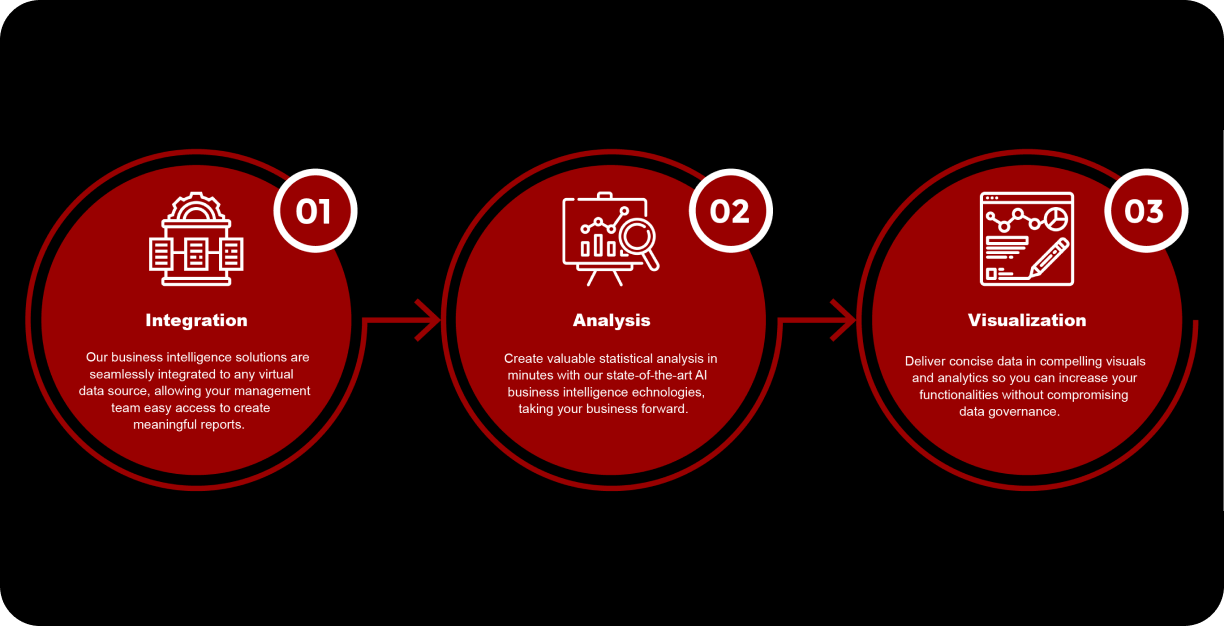 01
Integration
Our business intelligence solutions are
seamlessly integrated to any virtual
data source, allowing your management
team easy access to create
meaningful reports.
02
Analysis
Create valuable statistical analysis in
minutes with our state-of-the-art AI
business intelligence echnologies,
taking your business forward.
03
Visualization
Deliver concise data in compelling visuals
and analytics so you can increase your
functionalities without compromising
data governance.